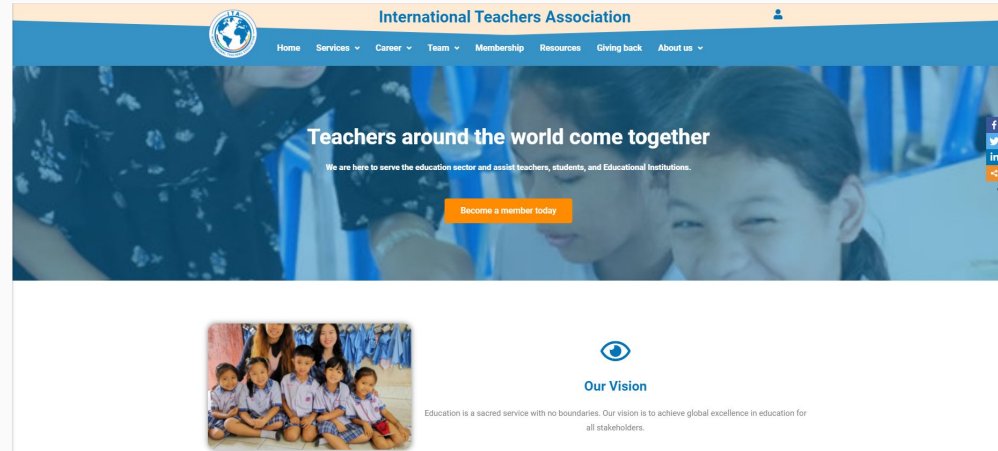 ITA
International Teachers Association
Home Services Career Team Membership Resources Giving back About us
Teachers around the world come together
We are here to serve the education sector and assist teachers, students, and Educational Institutions.
Become a member today
Our Vision
Education is a sacred service with no boundaries. Our vision is to achieve global excellence in education for
all stakeholders.